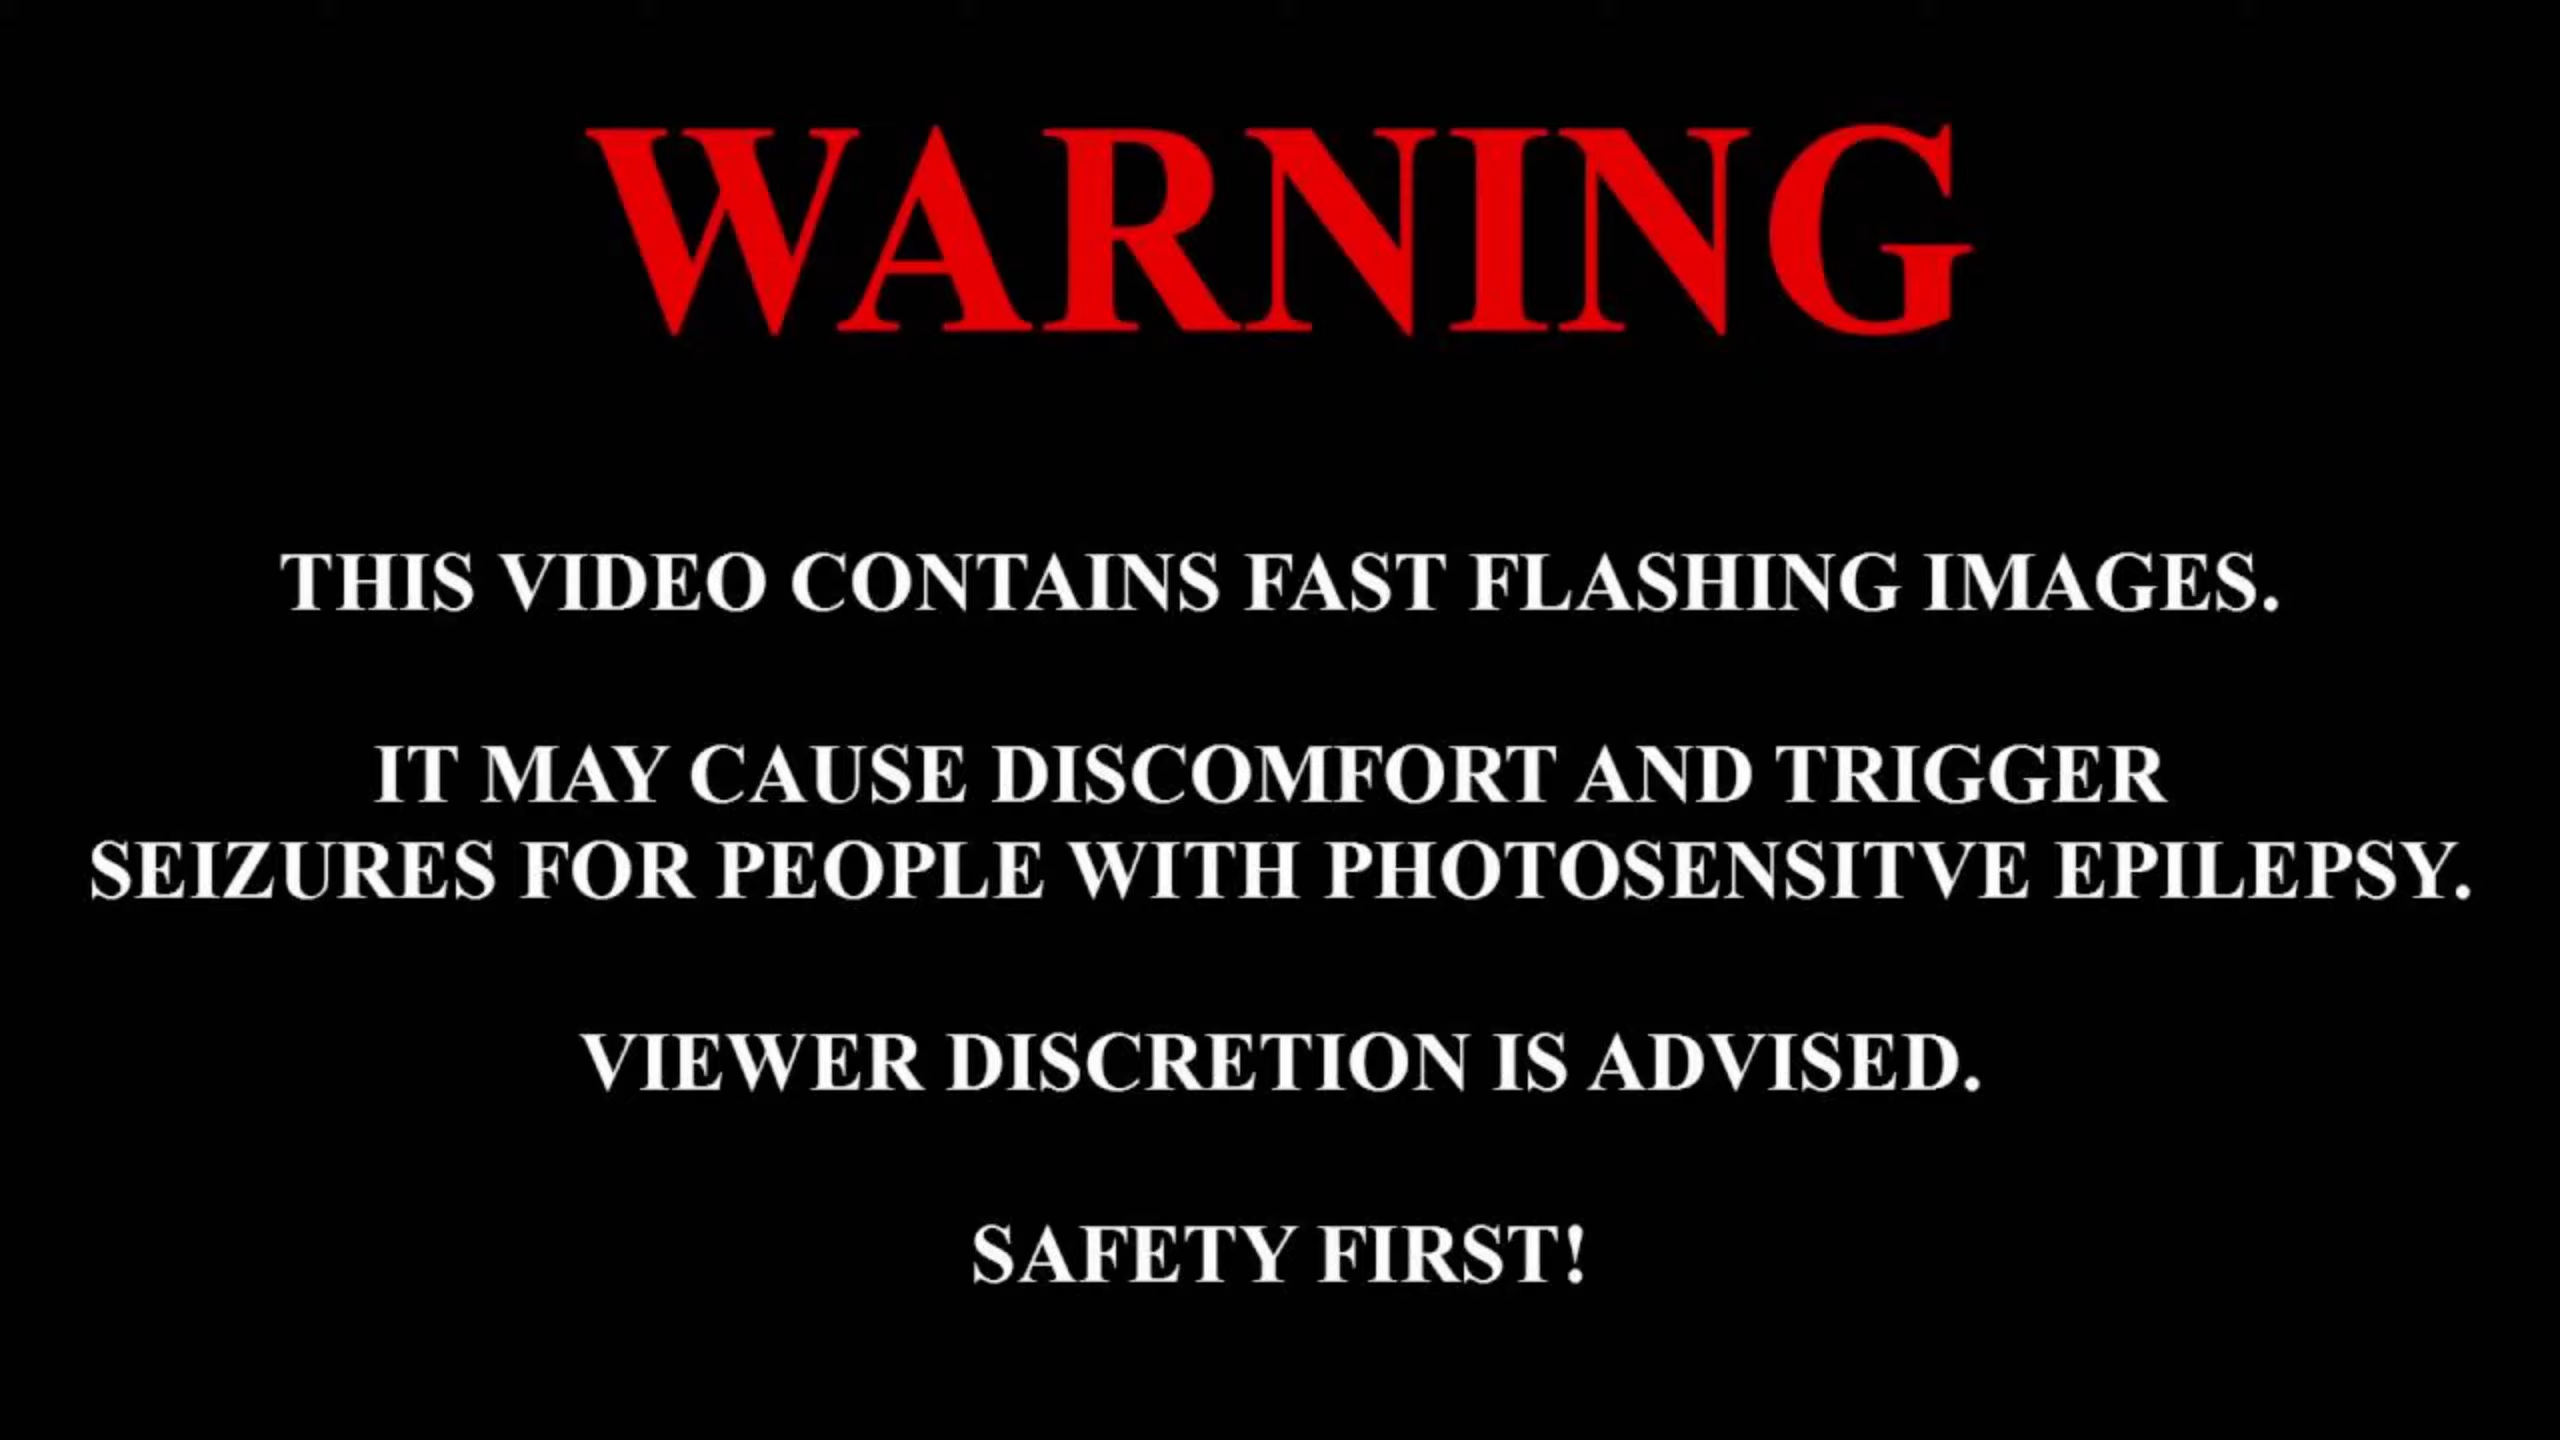 WARNING
THIS VIDEO CONTAINS FAST FLASHING IMAGES.
IT MAY CAUSE DISCOMFORT AND TRIGGER
SEIZURES FOR PEOPLE WITH PHOTOSENSITVE EPILEPSY.
VIEWER DISCRETION IS ADVISED.
SAFETY FIRST!